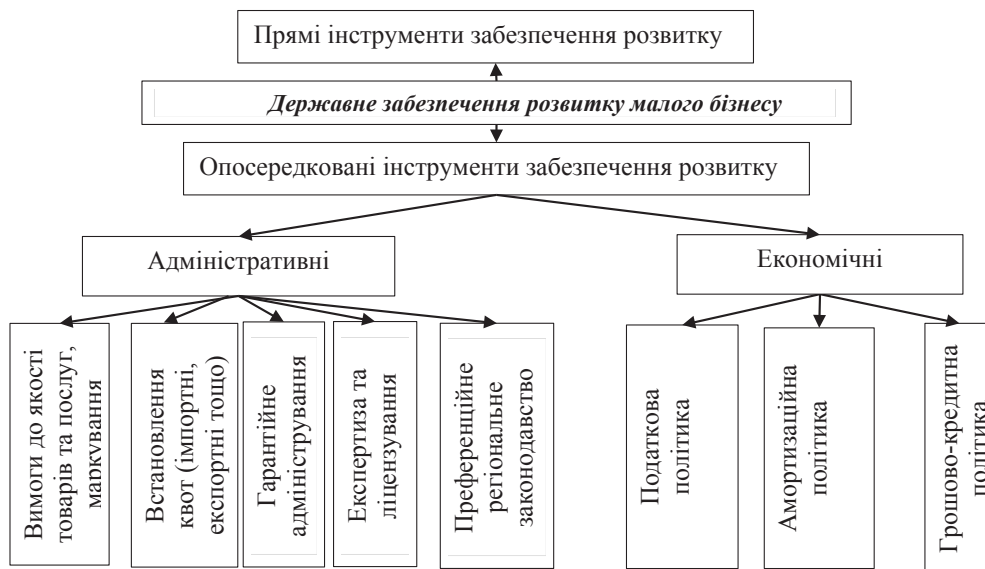 Прямі інструменти забезпечення розвитку
Державне забезпечення розвитку малого бізнесу
Опосередковані інструменти забезпечення розвитку
Адміністративні
Економічні
Вимоги до якості
товарів та послуг,
маркування
Встановлення
квот (імпортні,
експортні тощо)
Гарантійне
адміністрування
Експертиза та
ліцензування
Преференційне
регіональне
законодавство
Податкова
політика
Амортизаційна
політика
Грошово-кредитна
політика